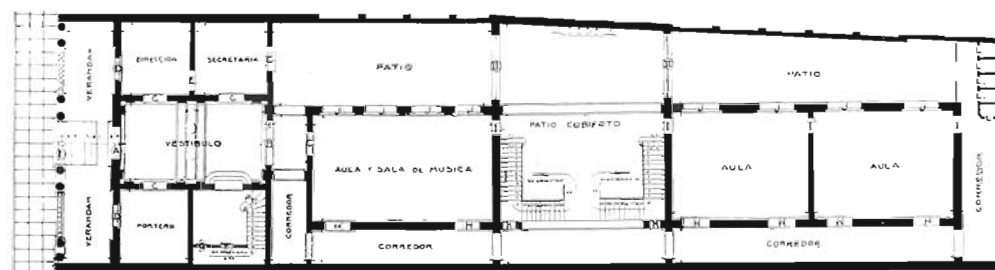 DIRECCION
SECRETARIA
PATIO
PATIO
VERANDAH
VESTIBULO
PATIO CUBIERTO
AULA Y SALA DE MUSICA
AULA
AULA
VERANDAH
PORTERO
CORREDOR
CORREDOR
CORREDOR
CORREDOR